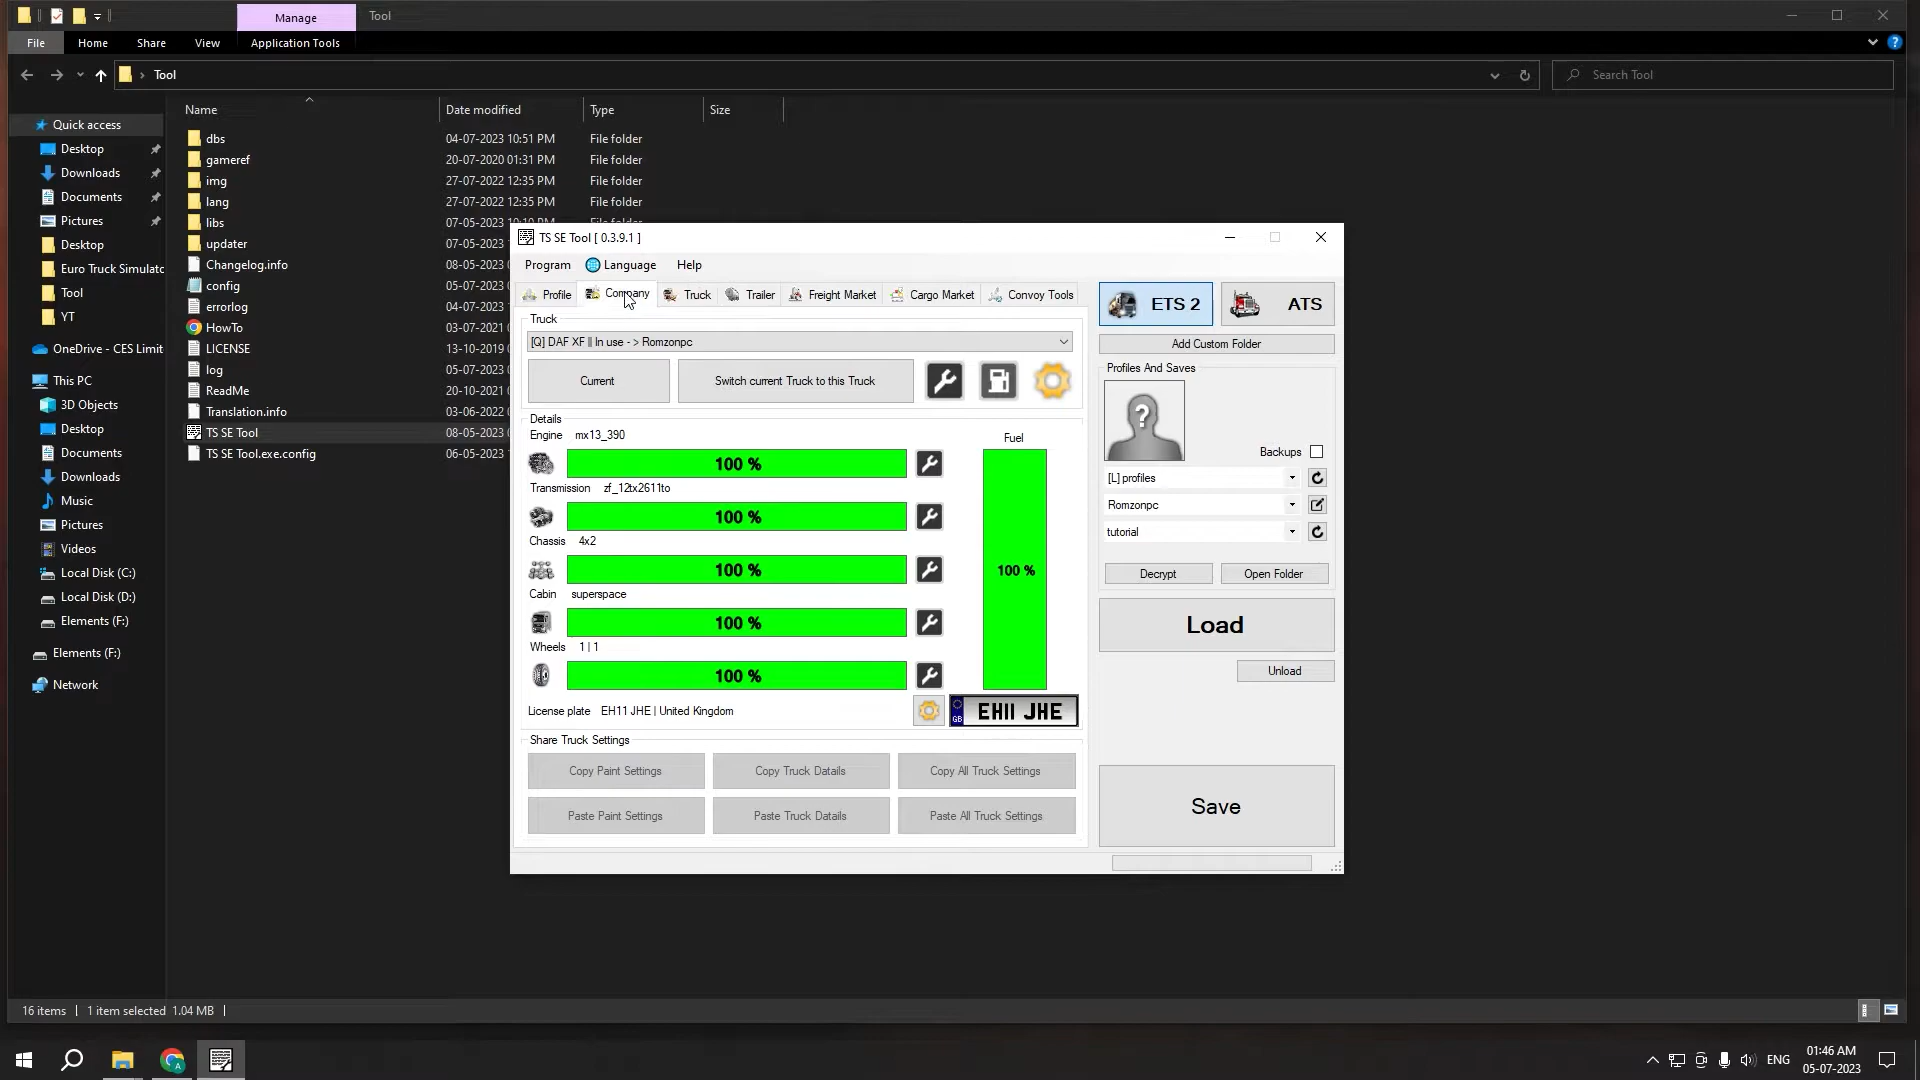 Manage
Tool
File
Home
Share
View
Application Tools
Tool
Search Tool
Name
Date modified
Type
Size
Quick access
Desktop
Downloads
Documents
Pictures
Desktop
Euro Truck Simulato
Tool
YT
OneDrive - CES Limit
This PC
3D Objects
Desktop
Documents
Downloads
Music
Pictures
Videos
Local Disk (C:)
Local Disk (D:)
Elements (F:)
Elements (F:)
Network
dbs 04-07-2023 10:51 PM File folder
gameref 20-07-2020 01:31 PM File folder
img 27-07-2022 12:35 PM File folder
lang 27-07-2022 12:35 PM File folder
libs 07-05-2023 10:10 PM File folder
updater 07-05-2023
Changelog.info 08-05-2023
config 05-07-2023
errorlog 04-07-2023
HowTo 03-07-2021
LICENSE 13-10-2019
log 05-07-2023
ReadMe 20-10-2021
Translation.info 03-06-2022
TS SE Tool 08-05-2023
TS SE Tool.exe.config 06-05-2023
TS SE Tool [ 0.3.9.1 ]
Program Language Help
Profile Company Truck Trailer Freight Market Cargo Market Convoy Tools
Truck
[Q] DAF XF || In use - > Romzonpc
Current
Switch current Truck to this Truck
Details
Engine mx13_390
100 %
Transmission zf_12tx2611to
100 %
Chassis 4x2
100 %
Cabin superspace
100 %
Wheels 1 | 1
100 %
Fuel
100 %
License plate EH11 JHE | United Kingdom
GB EH11 JHE
Share Truck Settings
Copy Paint Settings
Copy Truck Datails
Copy All Truck Settings
Paste Paint Settings
Paste Truck Datails
Paste All Truck Settings
ETS 2
ATS
Add Custom Folder
Profiles And Saves
?
Backups
[L] profiles
Romzonpc
tutorial
Decrypt
Open Folder
Load
Unload
Save
16 items
1 item selected 1.04 MB
ENG
01:46 AM
05-07-2023